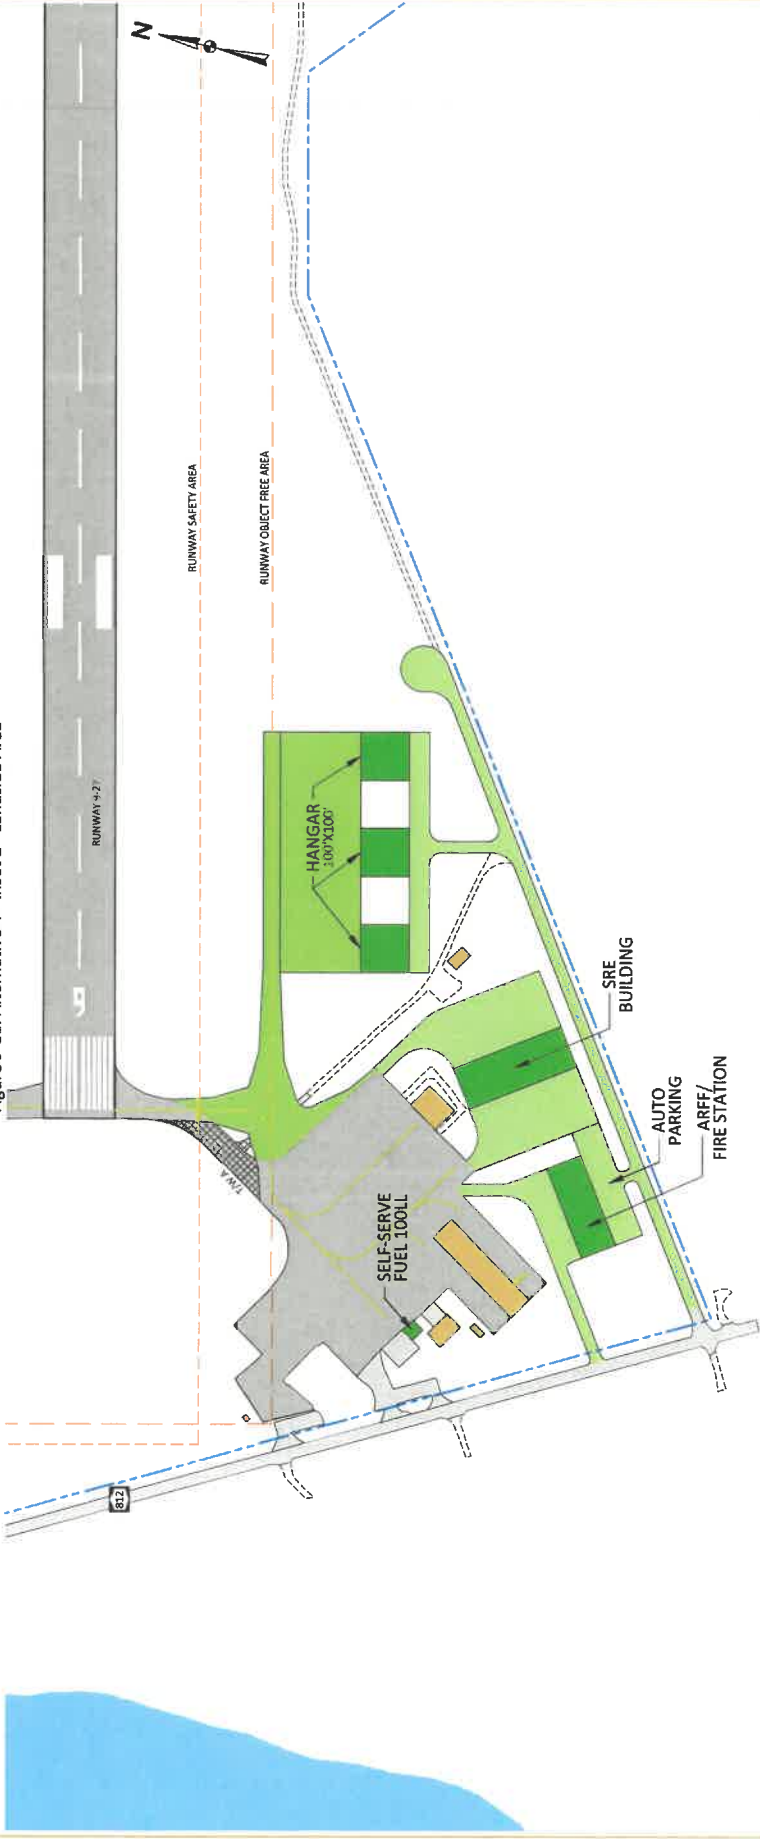 N
RUNWAY SAFETY AREA
RUNWAY OBJECT FREE AREA
RUNWAY 9-27
9
HANGAR
100'X100'
T/W A
SELF-SERVE
FUEL 100LL
SRE
BUILDING
AUTO
PARKING
ARFF/
FIRE STATION
812